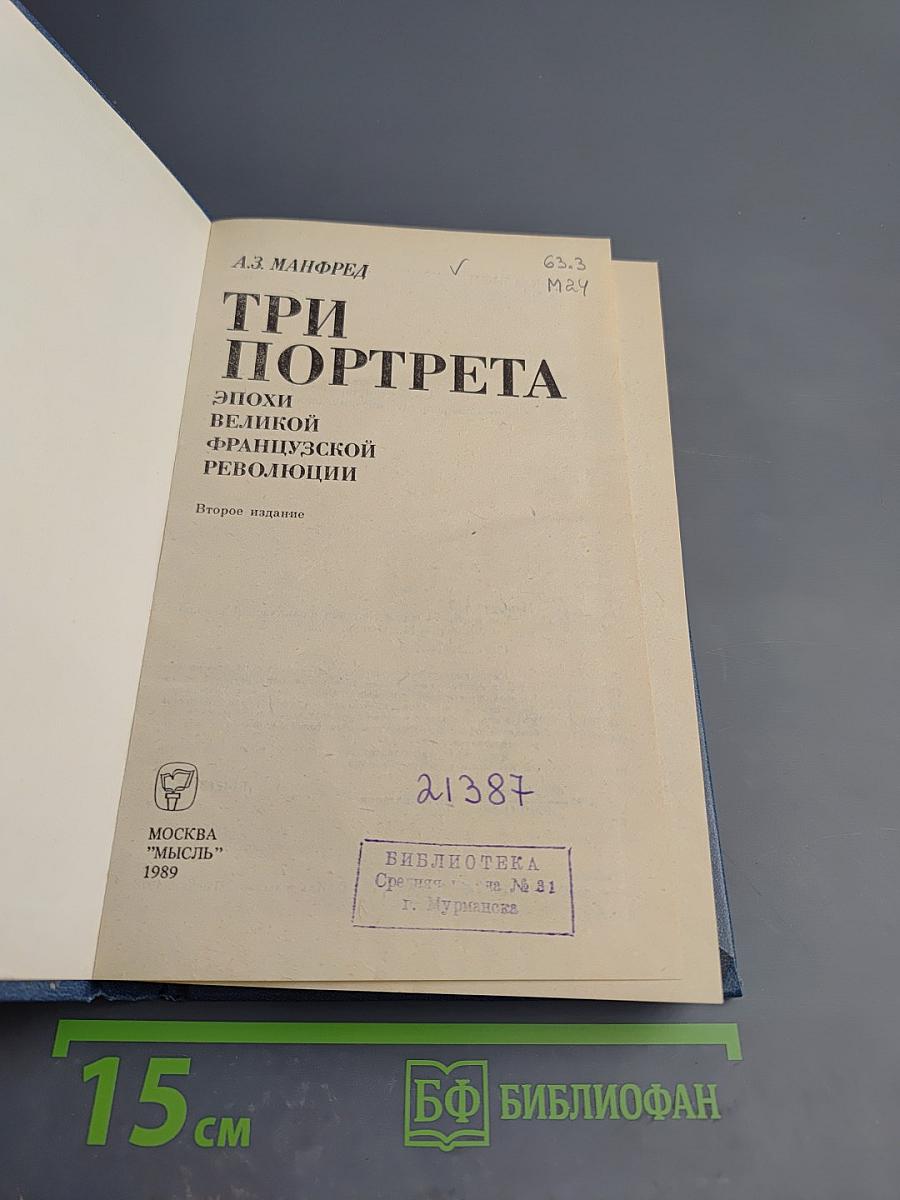 А.З. МАНФРЕД
√
63.3
М24
ТРИ
ПОРТРЕТА
ЭПОХИ
ВЕЛИКОЙ
ФРАНЦУЗСКОЙ
РЕВОЛЮЦИИ
Второе издание
21387
МОСКВА
"МЫСЛЬ"
1989
БИБЛИОТЕКА
Средняя № 31
г. Мурманска
15 см
БФ БИБЛИОФАН